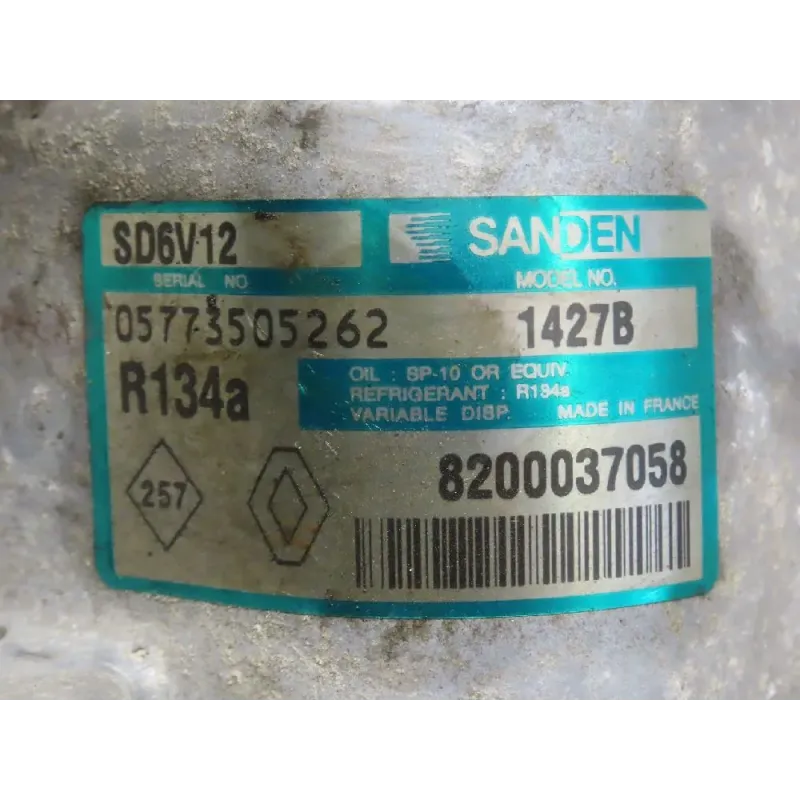 SD6V12
SANDEN
SERIAL NO
MODEL NO.
05773505262
1427B
R134a
OIL : SP-10 OR EQUIV.
REFRIGERANT : R134a
VARIABLE DISP. MADE IN FRANCE
8200037058
257